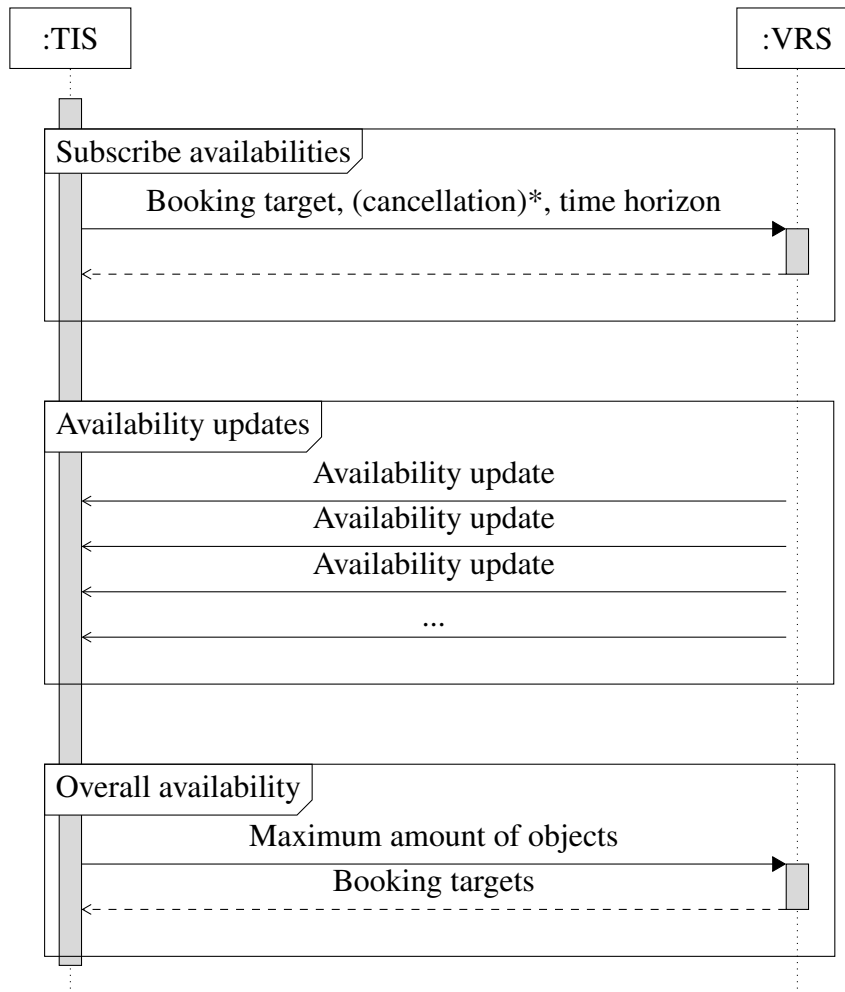 :TIS
:VRS
Subscribe availabilities
Booking target, (cancellation)*, time horizon
Availability updates
Availability update
Availability update
Availability update
...
Overall availability
Maximum amount of objects
Booking targets